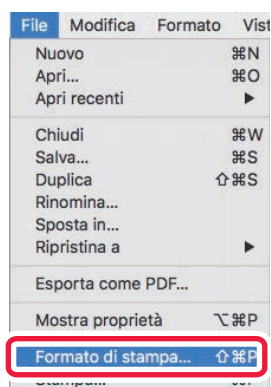 File Modifica Formato Vist
Nuovo ⌘N
Apri... ⌘O
Apri recenti ▶
Chiudi ⌘W
Salva... ⌘S
Duplica ⇧⌘S
Rinomina...
Sposta in...
Ripristina a ▶
Esporta come PDF...
Mostra proprietà ⌥⌘P
Formato di stampa... ⇧⌘P